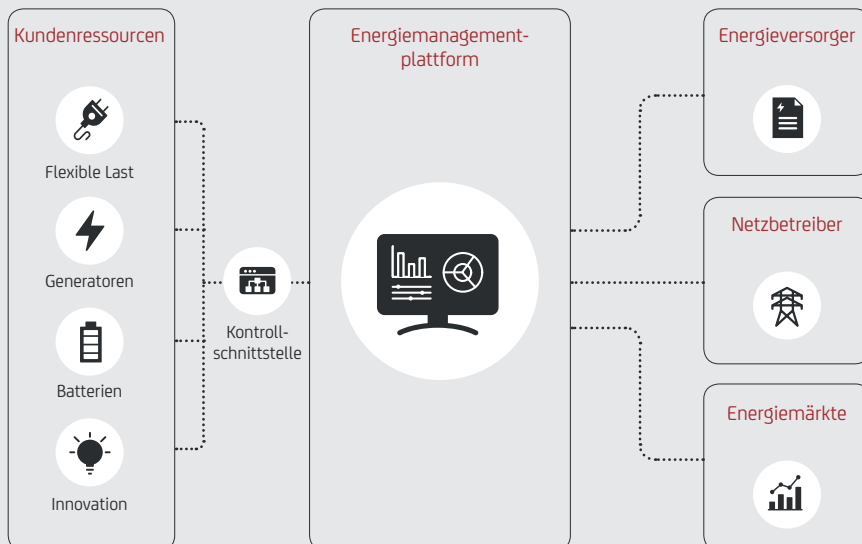 Kundenressourcen
Flexible Last
Generatoren
Batterien
Innovation
Kontroll-
schnittstelle
Energiemanagement-
plattform
Energieversorger
Netzbetreiber
Energiemärkte